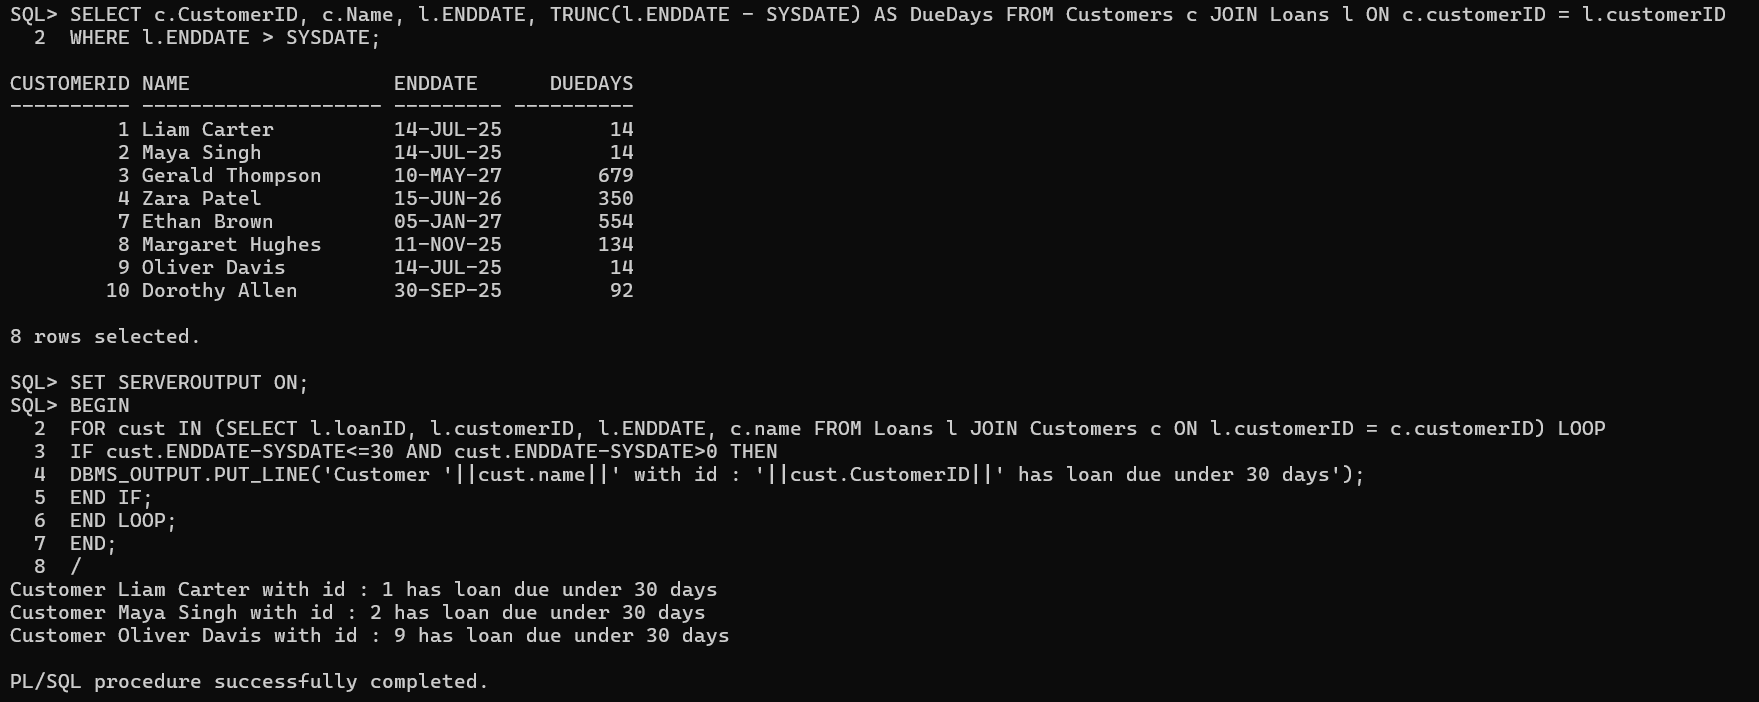 SQL> SELECT c.CustomerID, c.Name, l.ENDDATE, TRUNC(l.ENDDATE - SYSDATE) AS DueDays FROM Customers c JOIN Loans l ON c.customerID = l.customerID
  2  WHERE l.ENDDATE > SYSDATE;

CUSTOMERID NAME                 ENDDATE      DUEDAYS
---------- -------------------- --------- ----------
         1 Liam Carter          14-JUL-25         14
         2 Maya Singh           14-JUL-25         14
         3 Gerald Thompson      10-MAY-27        679
         4 Zara Patel           15-JUN-26        350
         7 Ethan Brown          05-JAN-27        554
         8 Margaret Hughes      11-NOV-25        134
         9 Oliver Davis         14-JUL-25         14
        10 Dorothy Allen        30-SEP-25         92

8 rows selected.

SQL> SET SERVEROUTPUT ON;
SQL> BEGIN
  2  FOR cust IN (SELECT l.loanID, l.customerID, l.ENDDATE, c.name FROM Loans l JOIN Customers c ON l.customerID = c.customerID) LOOP
  3  IF cust.ENDDATE-SYSDATE<=30 AND cust.ENDDATE-SYSDATE>0 THEN
  4  DBMS_OUTPUT.PUT_LINE('Customer '||cust.name||' with id : '||cust.CustomerID||' has loan due under 30 days');
  5  END IF;
  6  END LOOP;
  7  END;
  8  /
Customer Liam Carter with id : 1 has loan due under 30 days
Customer Maya Singh with id : 2 has loan due under 30 days
Customer Oliver Davis with id : 9 has loan due under 30 days

PL/SQL procedure successfully completed.